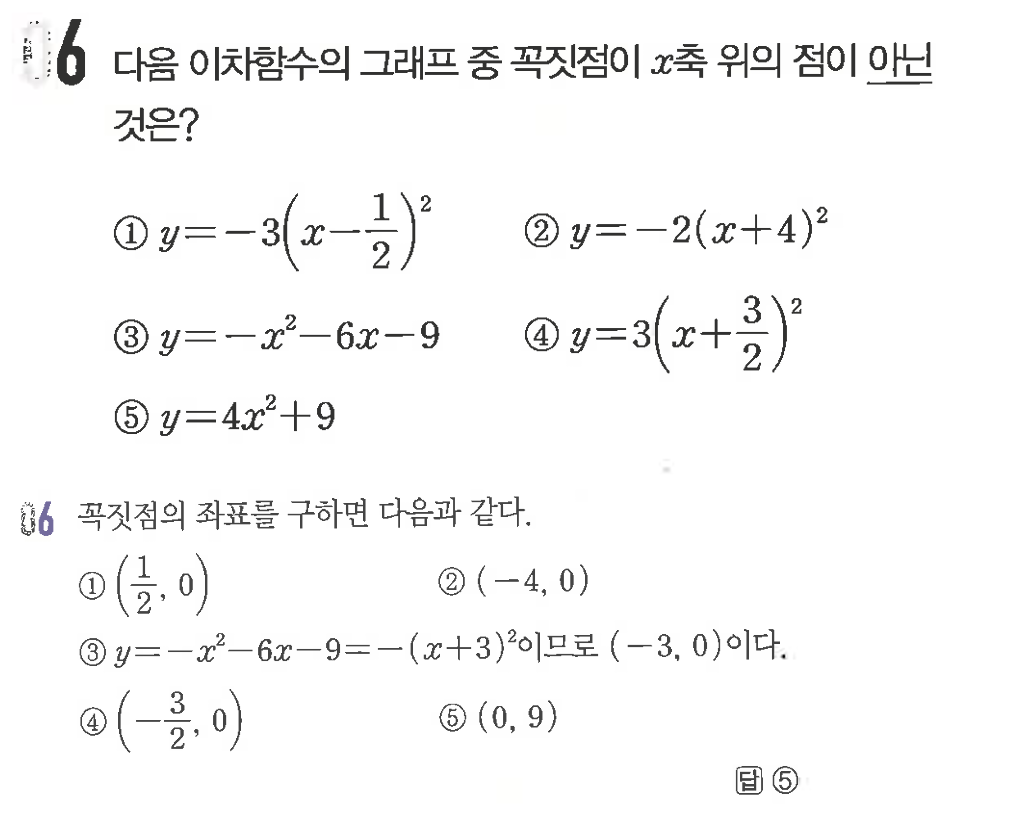 06 다음 이차함수의 그래프 중 꼭짓점이 x축 위의 점이 아닌
것은?
① y=-3(x-1/2)² ② y=-2(x+4)²
③ y=-x²-6x-9 ④ y=3(x+3/2)²
⑤ y=4x²+9
06 꼭짓점의 좌표를 구하면 다음과 같다.
① (1/2, 0) ② (-4, 0)
③ y=-x²-6x-9=-(x+3)²이므로 (-3, 0)이다.
④ (-3/2, 0) ⑤ (0, 9)
답 ⑤